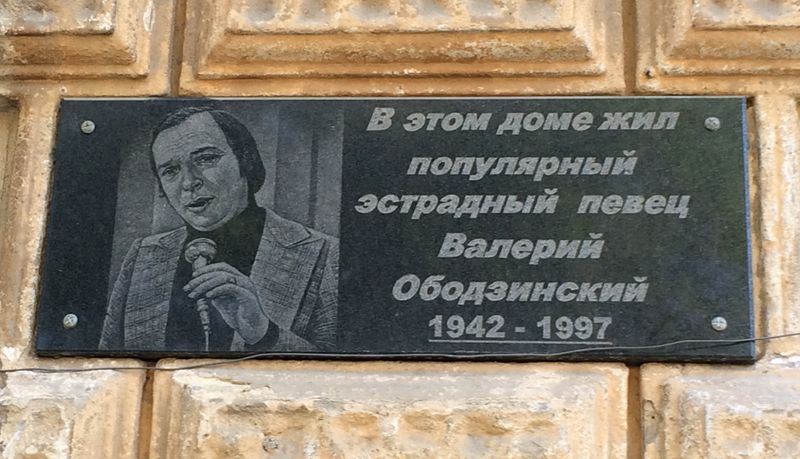 В этом доме жил
популярный
эстрадный певец
Валерий
Ободзинский
1942 - 1997